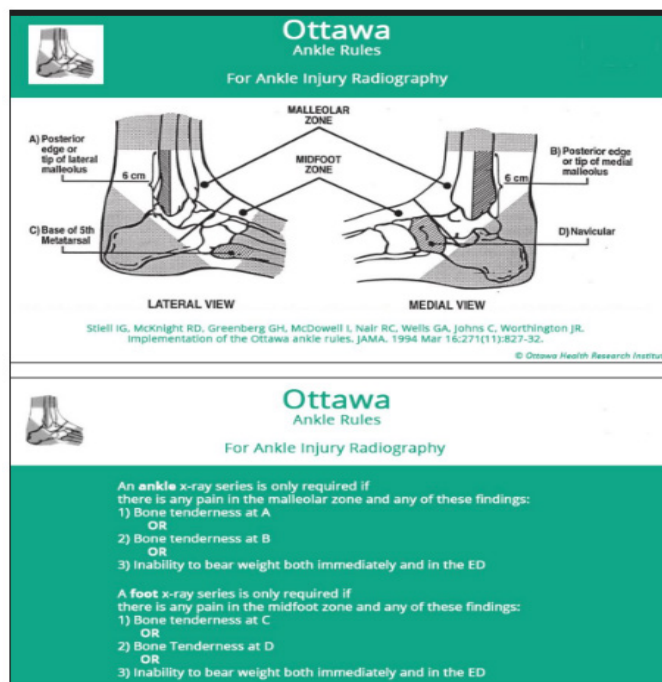 Ottawa
Ankle Rules
For Ankle Injury Radiography
MALLEOLAR
ZONE
A) Posterior
edge or
tip of lateral
malleolus
6 cm
MIDFOOT
ZONE
B) Posterior edge
or tip of medial
malleolus
6 cm
C) Base of 5th
Metatarsal
D) Navicular
LATERAL VIEW
MEDIAL VIEW
Stiell IG, McKnight RD, Greenberg GH, McDowell I, Nair RC, Wells GA, Johns C, Worthington JR.
Implementation of the Ottawa ankle rules. JAMA. 1994 Mar 16;271(11):827-32.
© Ottawa Health Research Institut
Ottawa
Ankle Rules
For Ankle Injury Radiography
An ankle x-ray series is only required if
there is any pain in the malleolar zone and any of these findings:
1) Bone tenderness at A
OR
2) Bone tenderness at B
OR
3) Inability to bear weight both immediately and in the ED
A foot x-ray series is only required if
there is any pain in the midfoot zone and any of these findings:
1) Bone tenderness at C
OR
2) Bone Tenderness at D
OR
3) Inability to bear weight both immediately and in the ED